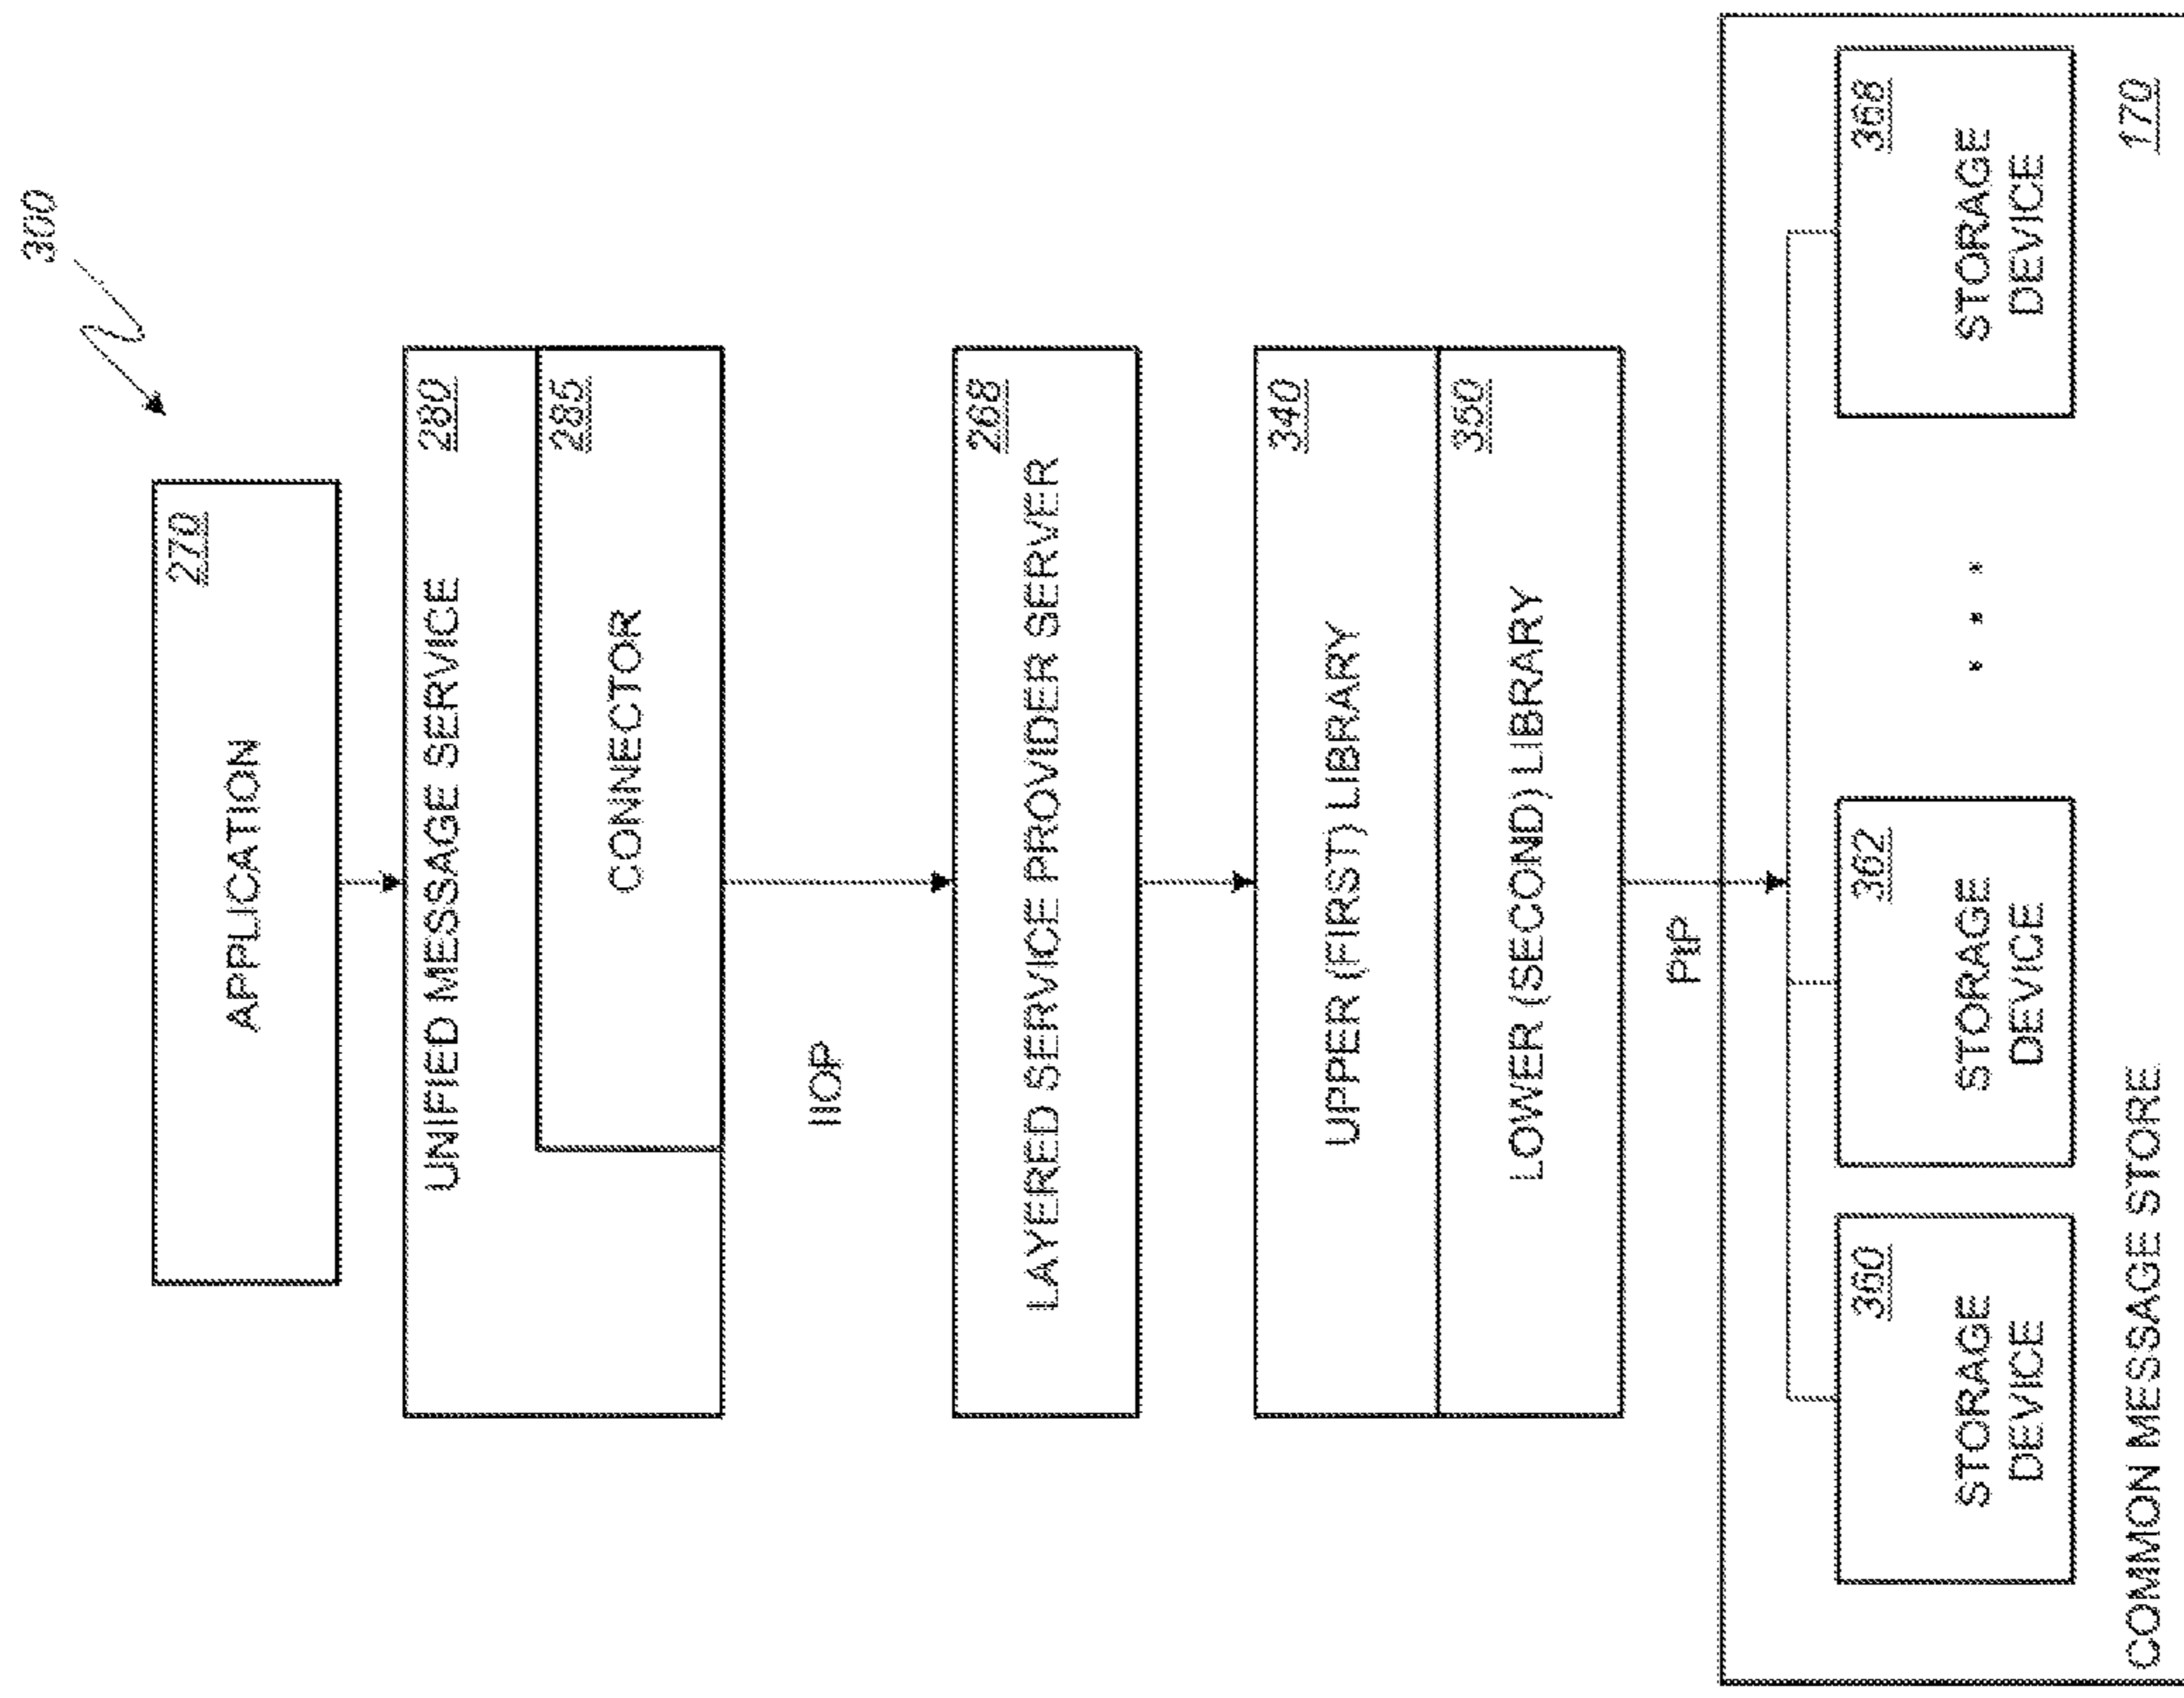 300
270
APPLICATION
280
UNIFIED MESSAGE SERVICE
285
CONNECTOR
IIOP
268
LAYERED SERVICE PROVIDER SERVER
340
UPPER (FIRST) LIBRARY
350
LOWER (SECOND) LIBRARY
PIP
360
STORAGE
DEVICE
362
STORAGE
DEVICE
. . .
368
STORAGE
DEVICE
COMMON MESSAGE STORE
170